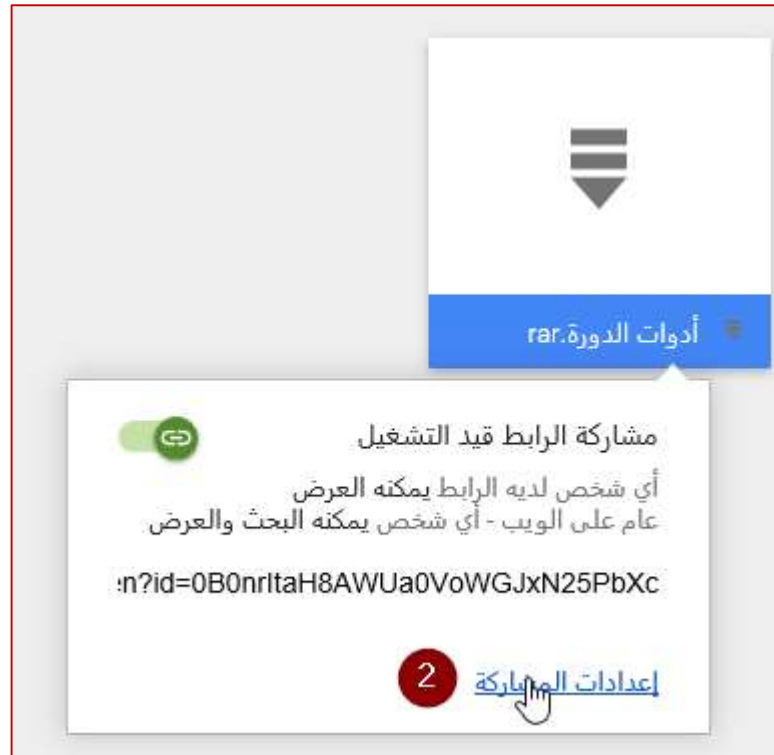 أدوات الدورة.rar
مشاركة الرابط قيد التشغيل
أي شخص لديه الرابط يمكنه العرض
عام على الويب - أي شخص يمكنه البحث والعرض
:n?id=0B0nrItaH8AWUa0VoWGJxN25PbXc
إعدادات المشاركة 2